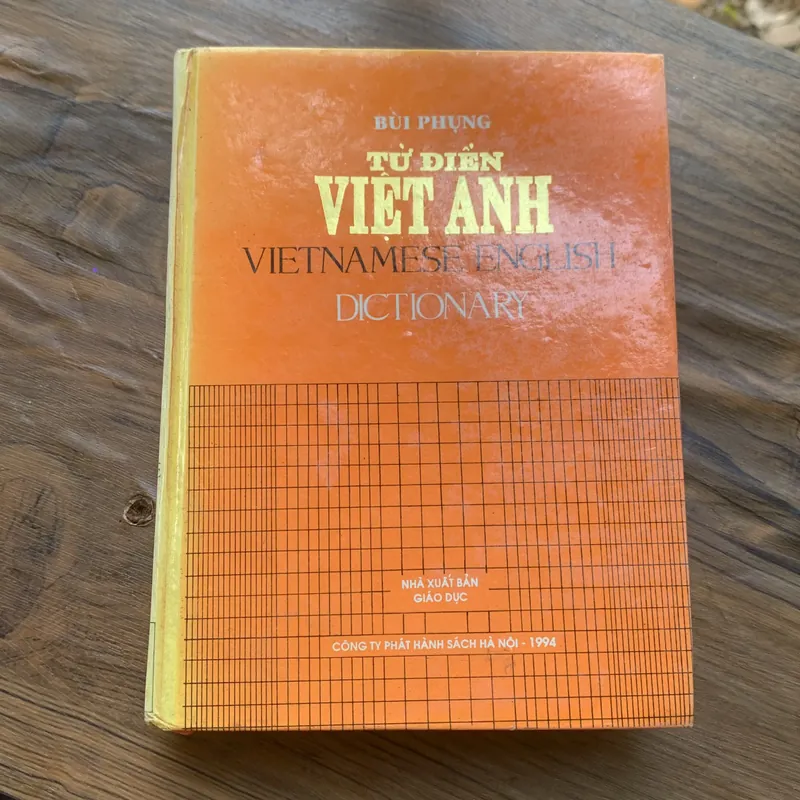 BÙI PHỤNG
TỪ ĐIỂN
VIỆT ANH
VIETNAMESE ENGLISH
DICTIONARY
NHÀ XUẤT BẢN
GIÁO DỤC
CÔNG TY PHÁT HÀNH SÁCH HÀ NỘI - 1994